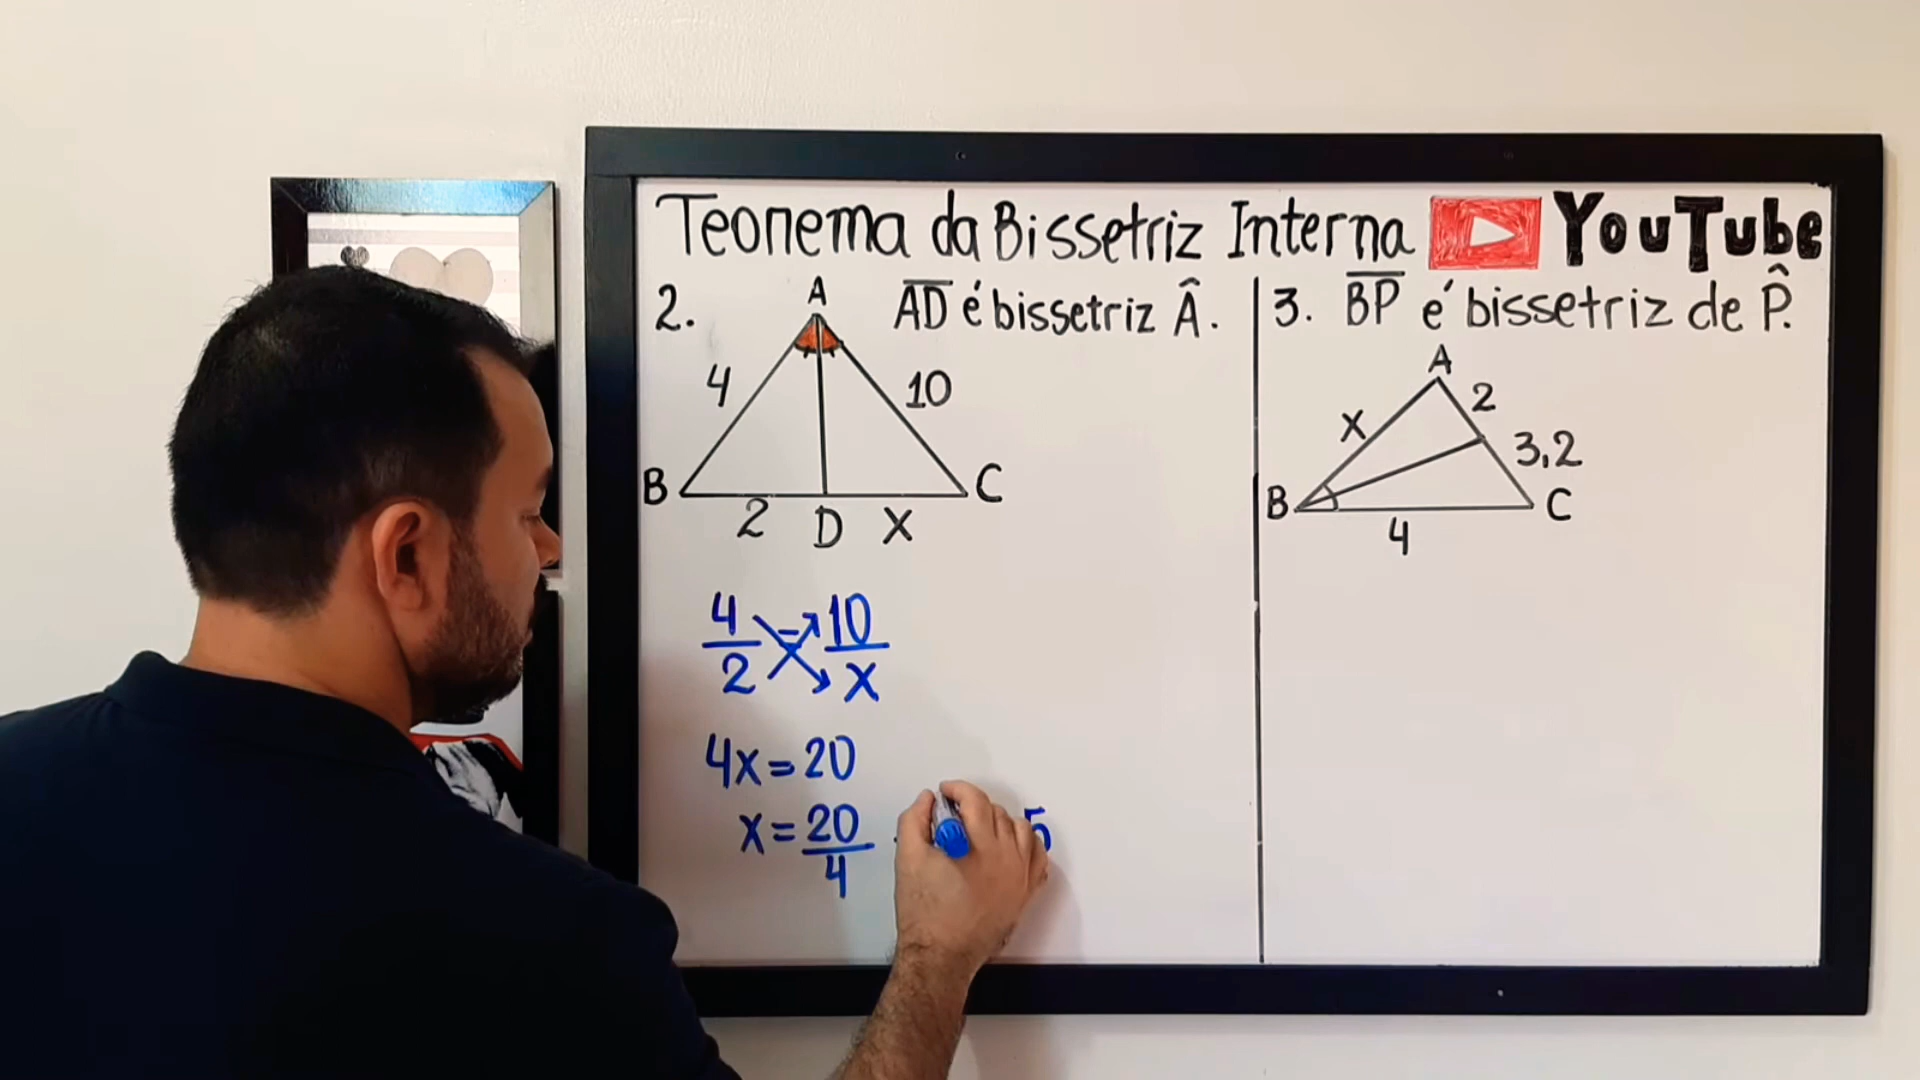 Teorema da Bissetriz Interna YouTube
2. AD é bissetriz Â.
A
4
10
B
C
2 D x
4/2 = 10/x
4x = 20
x = 20/4
5
3. BP é bissetriz de P̂.
A
x
2
3,2
B
C
4